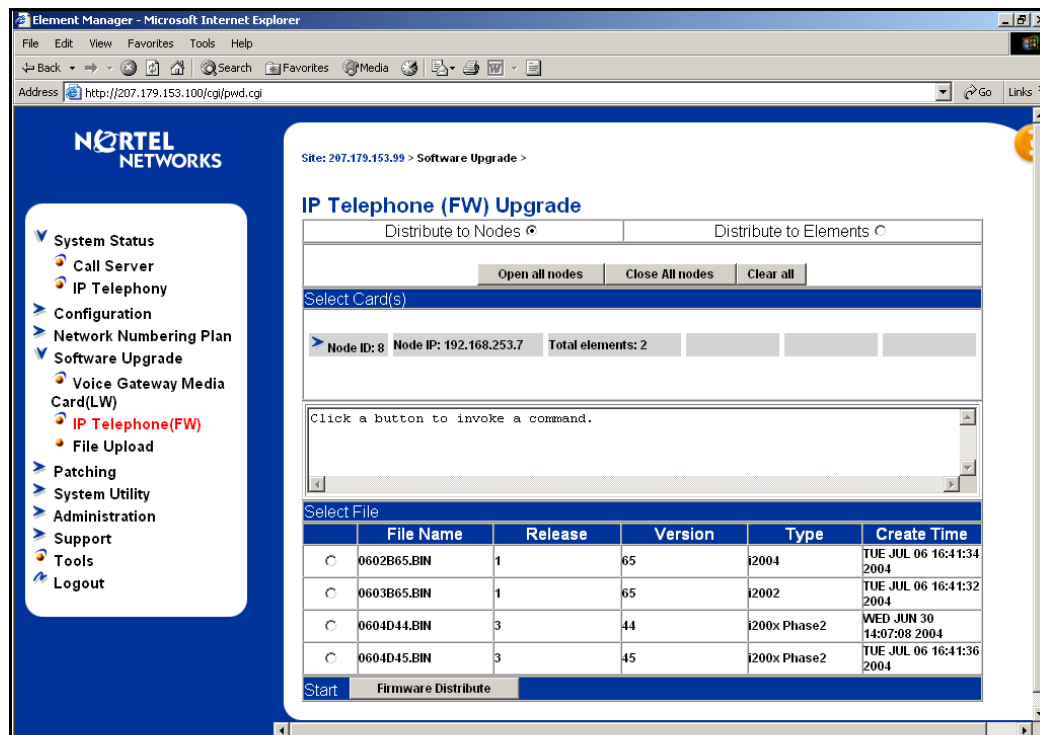 Element Manager - Microsoft Internet Explorer
File Edit View Favorites Tools Help
Back Search Favorites Media
Address http://207.179.153.100/cgi/pwd.cgi Go Links
NORTEL
NETWORKS
Site: 207.179.153.99 > Software Upgrade >
System Status
Call Server
IP Telephony
Configuration
Network Numbering Plan
Software Upgrade
Voice Gateway Media
Card(LW)
IP Telephone(FW)
File Upload
Patching
System Utility
Administration
Support
Tools
Logout
IP Telephone (FW) Upgrade
Distribute to Nodes Distribute to Elements
Open all nodes Close All nodes Clear all
Select Card(s)
Node ID: 8 Node IP: 192.168.253.7 Total elements: 2
Click a button to invoke a command.
Select File
File Name Release Version Type Create Time
0602B65.BIN 1 65 i2004 TUE JUL 06 16:41:34
2004
0603B65.BIN 1 65 i2002 TUE JUL 06 16:41:32
2004
0604D44.BIN 3 44 i200x Phase2 WED JUN 30
14:07:08 2004
0604D45.BIN 3 45 i200x Phase2 TUE JUL 06 16:41:36
2004
Start Firmware Distribute